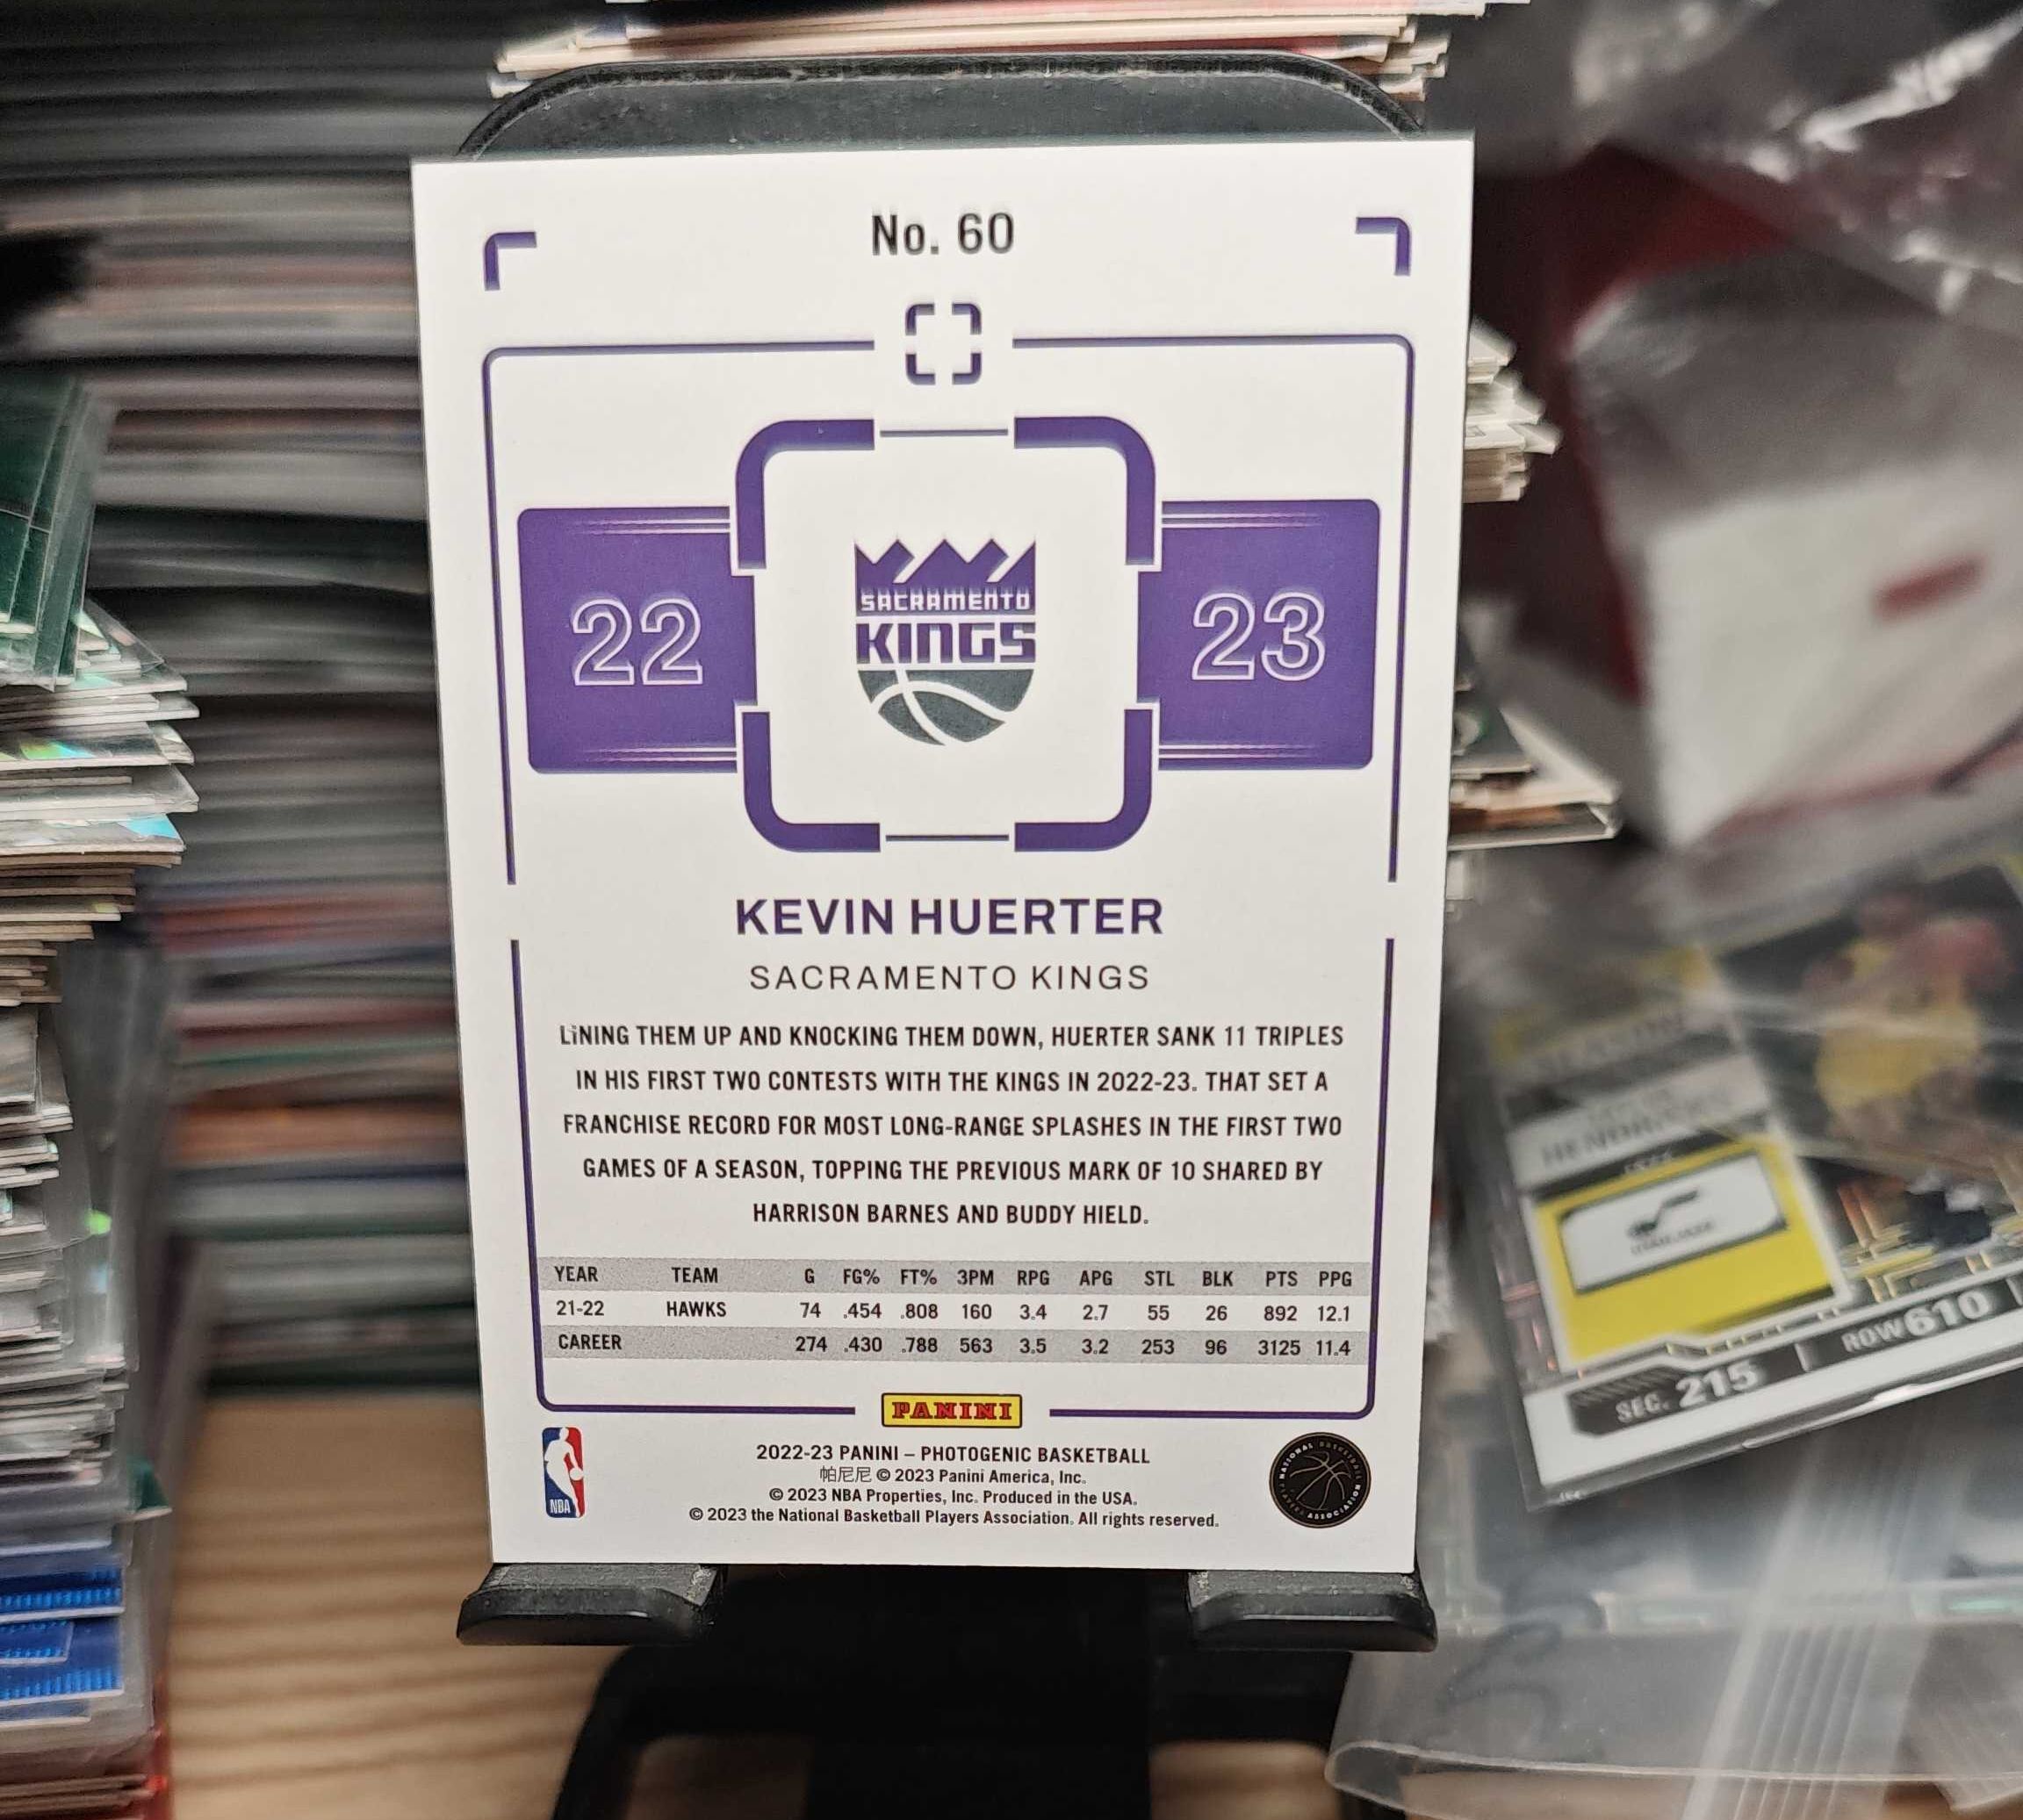 No. 60
22
23
SACRAMENTO
KINGS
KEVIN HUERTER
SACRAMENTO KINGS
LINING THEM UP AND KNOCKING THEM DOWN, HUERTER SANK 11 TRIPLES
IN HIS FIRST TWO CONTESTS WITH THE KINGS IN 2022-23. THAT SET A
FRANCHISE RECORD FOR MOST LONG-RANGE SPLASHES IN THE FIRST TWO
GAMES OF A SEASON, TOPPING THE PREVIOUS MARK OF 10 SHARED BY
HARRISON BARNES AND BUDDY HIELD.
YEAR TEAM G FG% FT% 3PM RPG APG STL BLK PTS PPG
21-22 HAWKS 74 .454 .808 160 3.4 2.7 55 26 892 12.1
CAREER 274 .430 .788 563 3.5 3.2 253 96 3125 11.4
PANINI
2022-23 PANINI – PHOTOGENIC BASKETBALL
帕尼尼 © 2023 Panini America, Inc.
© 2023 NBA Properties, Inc. Produced in the USA.
© 2023 the National Basketball Players Association. All rights reserved.
NBA
NATIONAL BASKETBALL PLAYERS ASSOCIATION
HENDRICKS
SEC. 215 ROW 610